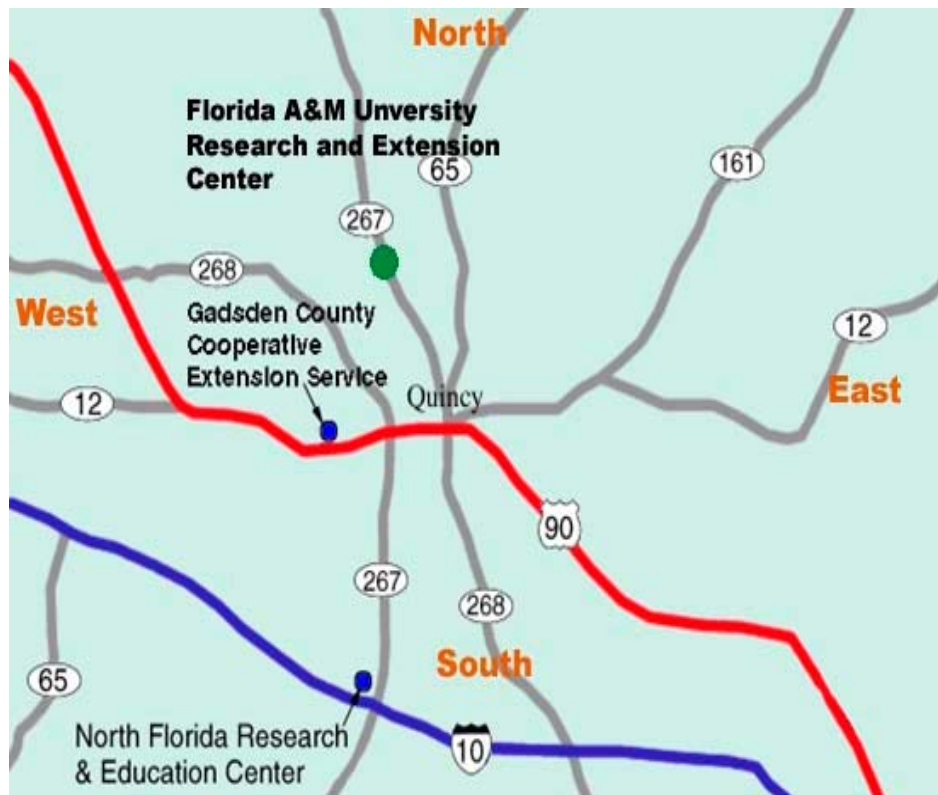 North
Florida A&M Unversity
Research and Extension
Center
65
161
267
268
West
Gadsden County
Cooperative
Extension Service
12
12
Quincy
East
90
267
268
South
65
North Florida Research
& Education Center
10